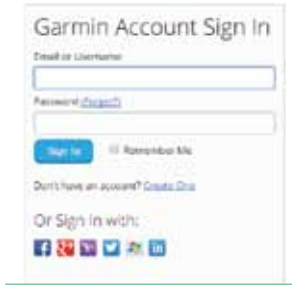 Garmin Account Sign In
Email or Username
Password (Forgot?)
Sign In Remember Me
Don't have an account? Create One
Or Sign In with: